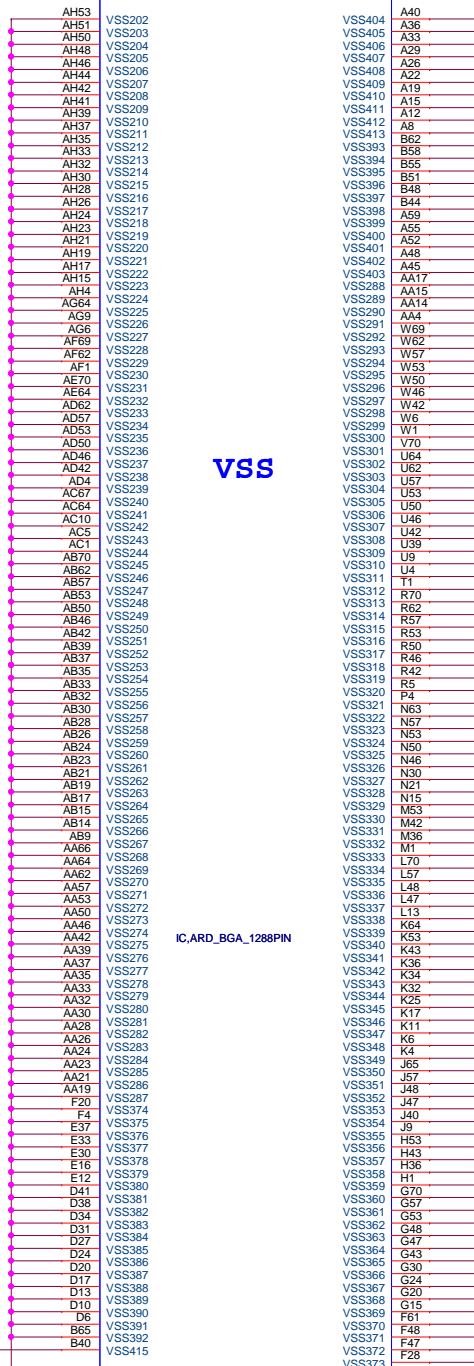 AH53 VSS202
AH51 VSS203
AH50 VSS204
AH48 VSS205
AH46 VSS206
AH44 VSS207
AH42 VSS208
AH41 VSS209
AH39 VSS210
AH37 VSS211
AH35 VSS212
AH33 VSS213
AH32 VSS214
AH30 VSS215
AH28 VSS216
AH26 VSS217
AH24 VSS218
AH23 VSS219
AH21 VSS220
AH19 VSS221
AH17 VSS222
AH15 VSS223
AH4 VSS224
AG64 VSS225
AG9 VSS226
AG6 VSS227
AF69 VSS228
AF62 VSS229
AF1 VSS230
AE70 VSS231
AE64 VSS232
AD62 VSS233
AD57 VSS234
AD53 VSS235
AD50 VSS236
AD46 VSS237
AD42 VSS238
AD4 VSS239
AC67 VSS240
AC64 VSS241
AC10 VSS242
AC5 VSS243
AC1 VSS244
AB70 VSS245
AB62 VSS246
AB57 VSS247
AB53 VSS248
AB50 VSS249
AB46 VSS250
AB42 VSS251
AB39 VSS252
AB37 VSS253
AB35 VSS254
AB33 VSS255
AB32 VSS256
AB30 VSS257
AB28 VSS258
AB26 VSS259
AB24 VSS260
AB23 VSS261
AB21 VSS262
AB19 VSS263
AB17 VSS264
AB15 VSS265
AB14 VSS266
AB9 VSS267
AA66 VSS268
AA64 VSS269
AA62 VSS270
AA57 VSS271
AA53 VSS272
AA50 VSS273
AA46 VSS274
AA42 VSS275
AA39 VSS276
AA37 VSS277
AA35 VSS278
AA33 VSS279
AA32 VSS280
AA30 VSS281
AA28 VSS282
AA26 VSS283
AA24 VSS284
AA23 VSS285
AA21 VSS286
AA19 VSS287
F20 VSS374
F4 VSS375
E37 VSS376
E33 VSS377
E30 VSS378
E16 VSS379
E12 VSS380
D41 VSS381
D38 VSS382
D34 VSS383
D31 VSS384
D27 VSS385
D24 VSS386
D20 VSS387
D17 VSS388
D13 VSS389
D10 VSS390
D6 VSS391
B65 VSS392
B40 VSS415
VSS
IC,ARD_BGA_1288PIN
VSS404 A40
VSS405 A36
VSS406 A33
VSS407 A29
VSS408 A26
VSS409 A22
VSS410 A19
VSS411 A15
VSS412 A12
VSS413 A8
VSS393 B62
VSS394 B58
VSS395 B55
VSS396 B51
VSS397 B48
VSS398 B44
VSS399 A59
VSS400 A55
VSS401 A52
VSS402 A48
VSS403 A45
VSS288 AA17
VSS289 AA15
VSS290 AA14
VSS291 AA4
VSS292 W69
VSS293 W62
VSS294 W57
VSS295 W53
VSS296 W50
VSS297 W46
VSS298 W42
VSS299 W6
VSS300 W1
VSS301 V70
VSS302 U64
VSS303 U62
VSS304 U57
VSS305 U53
VSS306 U50
VSS307 U46
VSS308 U42
VSS309 U39
VSS310 U9
VSS311 U4
VSS312 T1
VSS313 R70
VSS314 R62
VSS315 R57
VSS316 R53
VSS317 R50
VSS318 R46
VSS319 R42
VSS320 R5
VSS321 P4
VSS322 N63
VSS323 N57
VSS324 N53
VSS325 N50
VSS326 N46
VSS327 N30
VSS328 N21
VSS329 N15
VSS330 M53
VSS331 M42
VSS332 M36
VSS333 M1
VSS334 L70
VSS335 L57
VSS336 L48
VSS337 L47
VSS338 L13
VSS339 K64
VSS340 K53
VSS341 K43
VSS342 K36
VSS343 K34
VSS344 K32
VSS345 K25
VSS346 K17
VSS347 K11
VSS348 K6
VSS349 K4
VSS350 J65
VSS351 J57
VSS352 J48
VSS353 J47
VSS354 J40
VSS355 J9
VSS356 H53
VSS357 H43
VSS358 H36
VSS359 H1
VSS360 G70
VSS361 G57
VSS362 G53
VSS363 G48
VSS364 G47
VSS365 G43
VSS366 G30
VSS367 G24
VSS368 G20
VSS369 G15
VSS370 F61
VSS371 F48
VSS372 F47
VSS373 F28